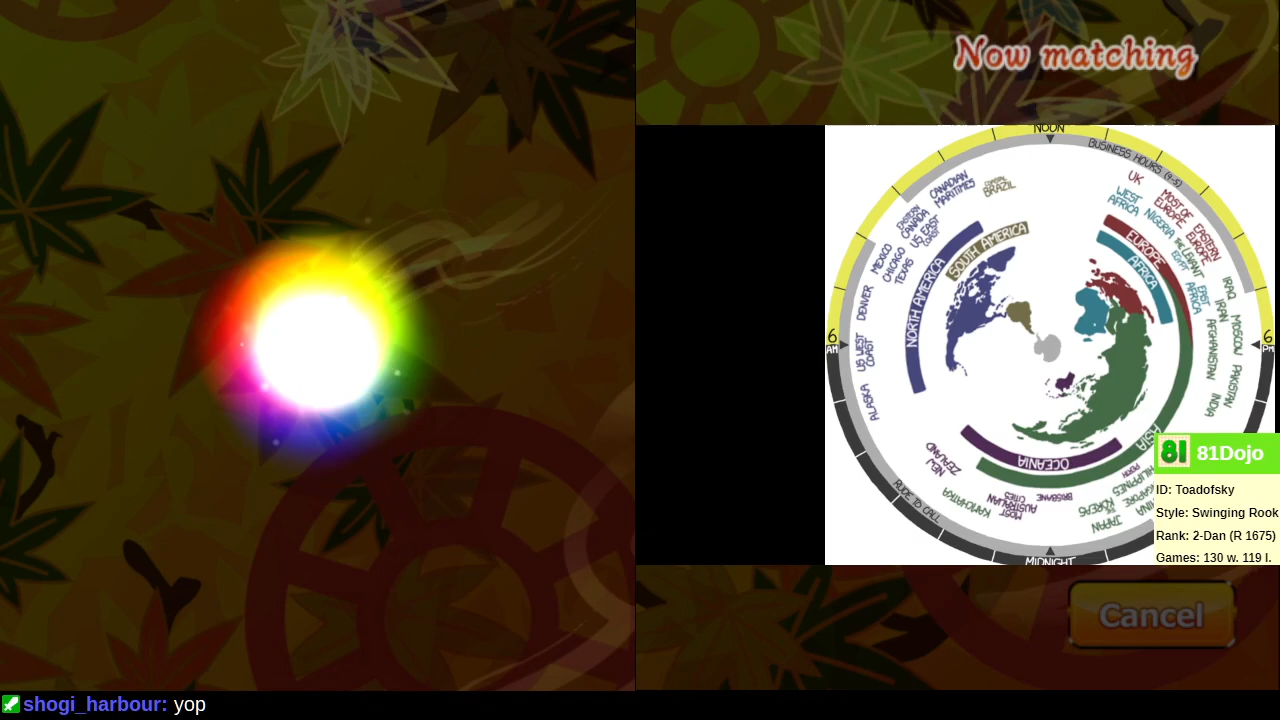 Now matching
NOON
BUSINESS HOURS (9-5)
UK
CANADIAN
MARITIMES
COASTAL
BRAZIL
WEST
AFRICA
MOST OF
EUROPE
NIGERIA
EASTERN
EUROPE
EASTERN
CANADA
US EAST
COAST
THE LEVANT
EGYPT
MEXICO
CHICAGO
TEXAS
SOUTH AMERICA
EUROPE
AFRICA
NORTH AMERICA
EAST
AFRICA
IRAQ
IRAN
DENVER
MOSCOW
AFGHANISTAN
6
AM
6
PM
US WEST
COAST
PAKISTAN
INDIA
ALASKA
ASIA
OCEANIA
NEW
ZEALAND
PERTH
KAMCHATKA
MOST
AUSTRALIAN
CITIES
BRISBANE
KOREAS
JAPAN
RUDE TO CALL
MIDNIGHT
81 81Dojo
ID: Toadofsky
Style: Swinging Rook
Rank: 2-Dan (R 1675)
Games: 130 w. 119 l.
Cancel
shogi_harbour: yop